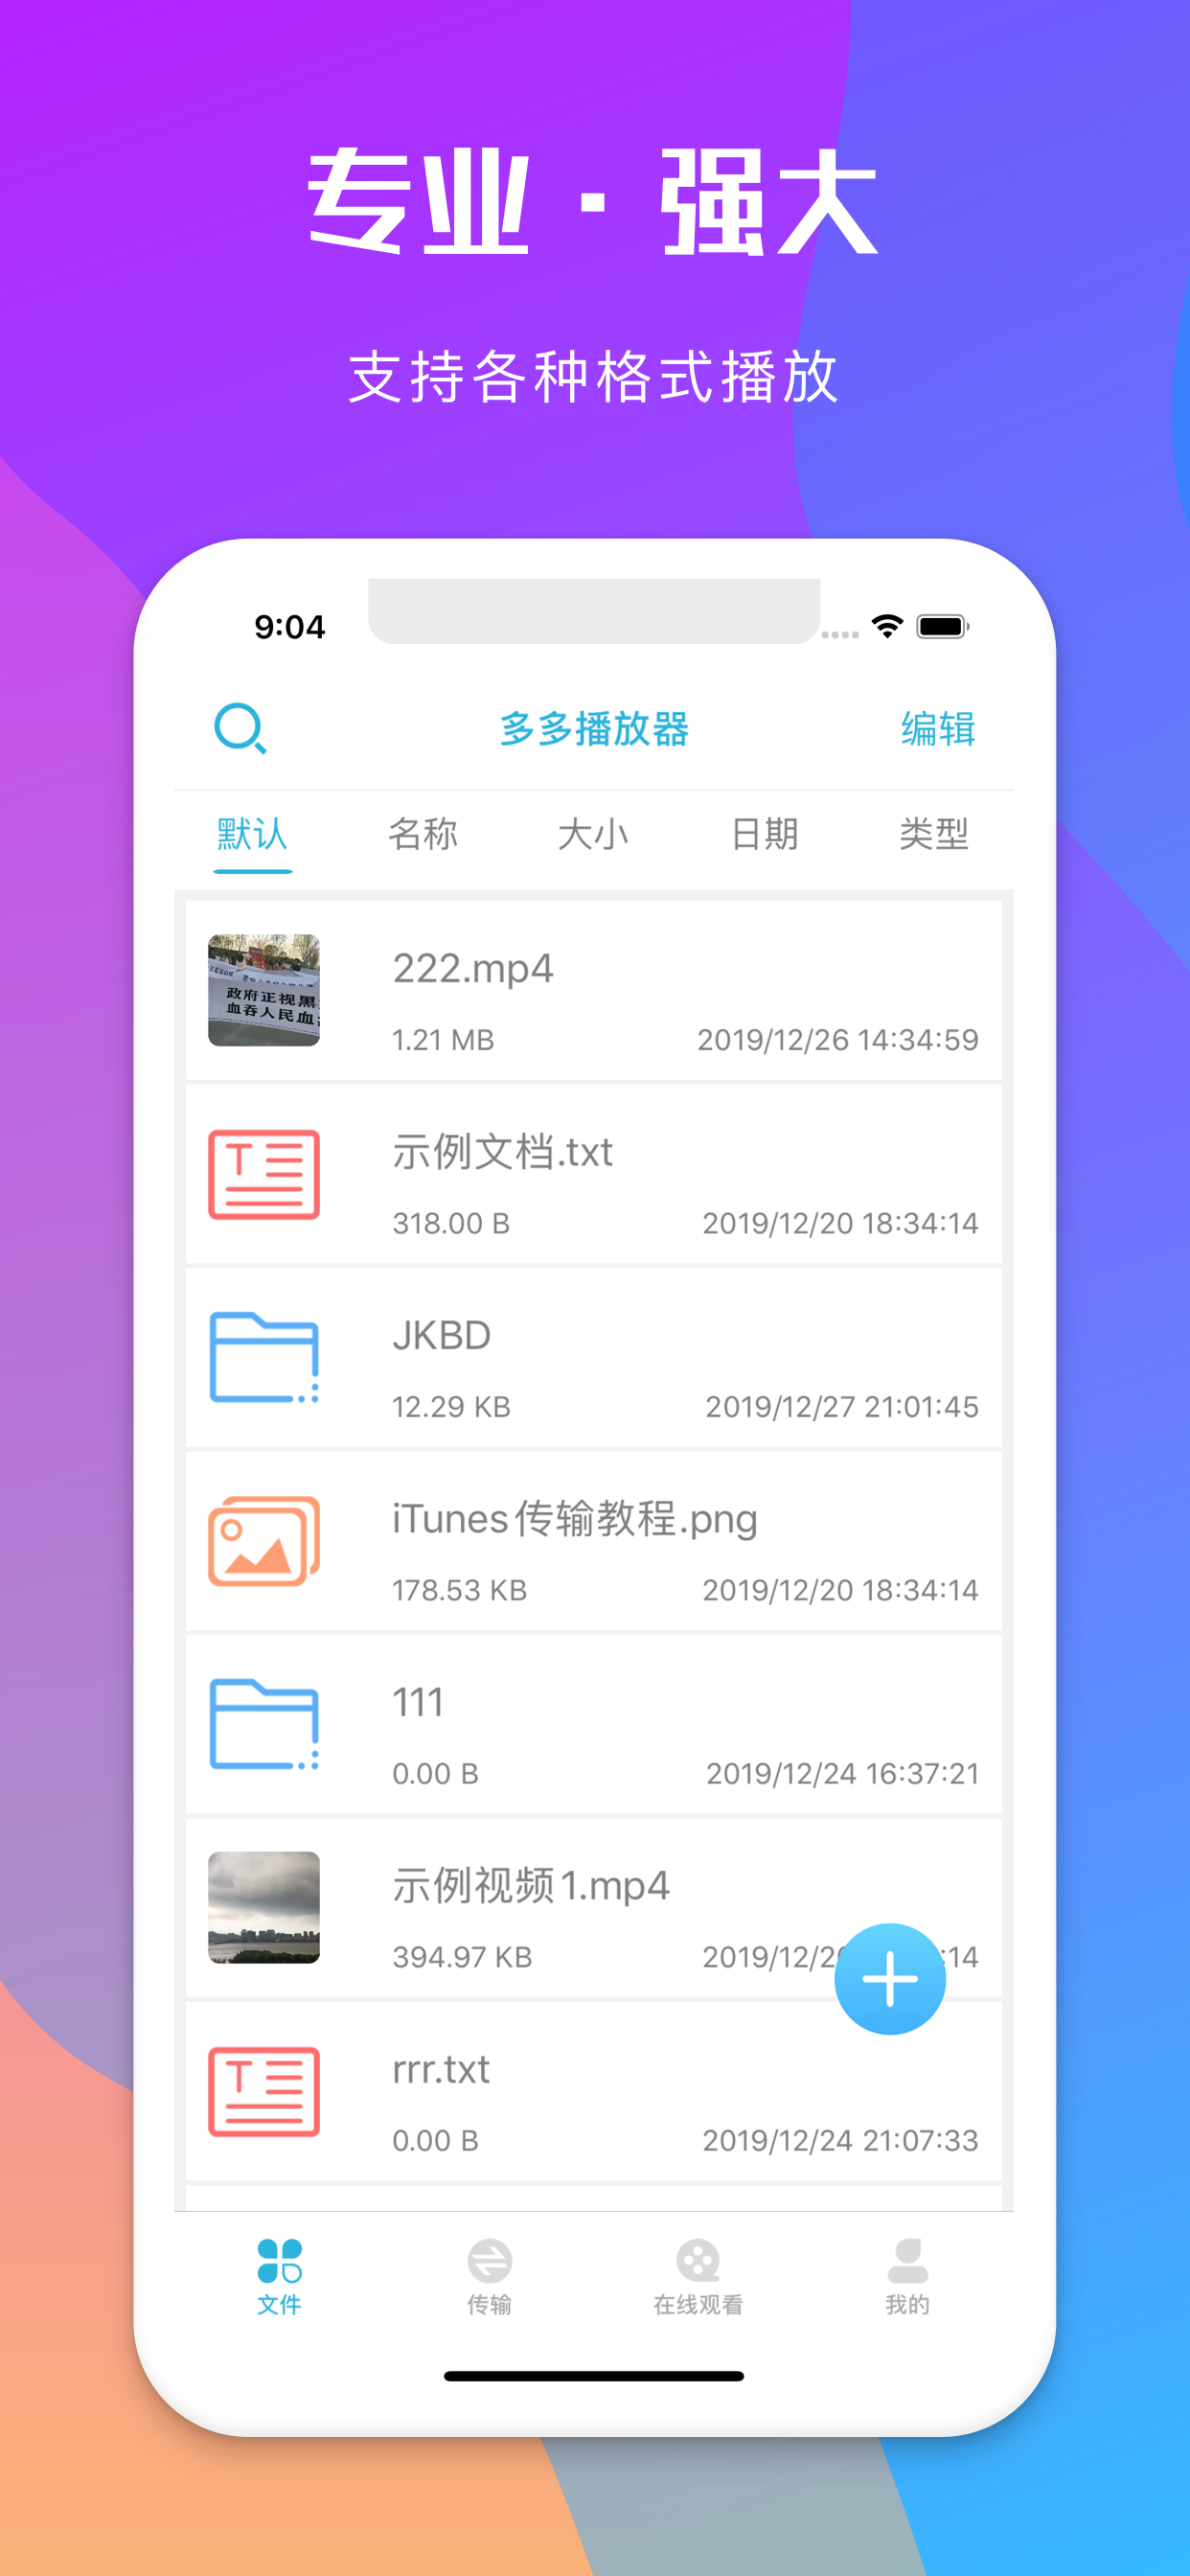 专业·强大
支持各种格式播放
9:04
多多播放器
编辑
默认 名称 大小 日期 类型
政府正视黑
血吞人民血
222.mp4
1.21 MB 2019/12/26 14:34:59
示例文档.txt
318.00 B 2019/12/20 18:34:14
JKBD
12.29 KB 2019/12/27 21:01:45
iTunes传输教程.png
178.53 KB 2019/12/20 18:34:14
111
0.00 B 2019/12/24 16:37:21
示例视频1.mp4
394.97 KB 2019/12/2 :14
rrr.txt
0.00 B 2019/12/24 21:07:33
文件 传输 在线观看 我的